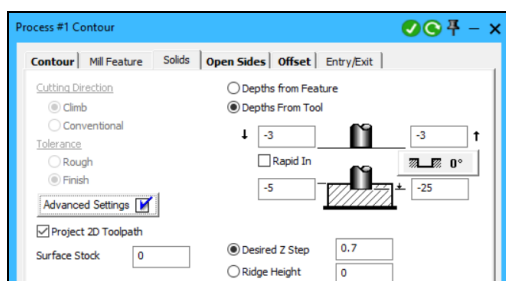 Process #1 Contour
Contour Mill Feature Solids Open Sides Offset Entry/Exit
Cutting Direction
Climb
Conventional
Tolerance
Rough
Finish
Advanced Settings
Project 2D Toolpath
Surface Stock 0
Depths from Feature
Depths From Tool
-3 -3
Rapid In
0°
-5 -25
Desired Z Step 0.7
Ridge Height 0